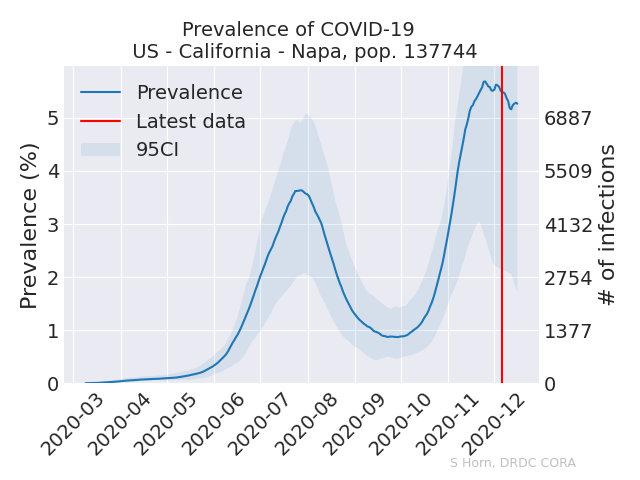 Prevalence of COVID-19
US - California - Napa, pop. 137744
Prevalence
Latest data
95CI
Prevalence (%)
5
4
3
2
1
0
6887
5509
4132
2754
1377
0
# of infections
2020-03
2020-04
2020-05
2020-06
2020-07
2020-08
2020-09
2020-10
2020-11
2020-12
S Horn, DRDC CORA